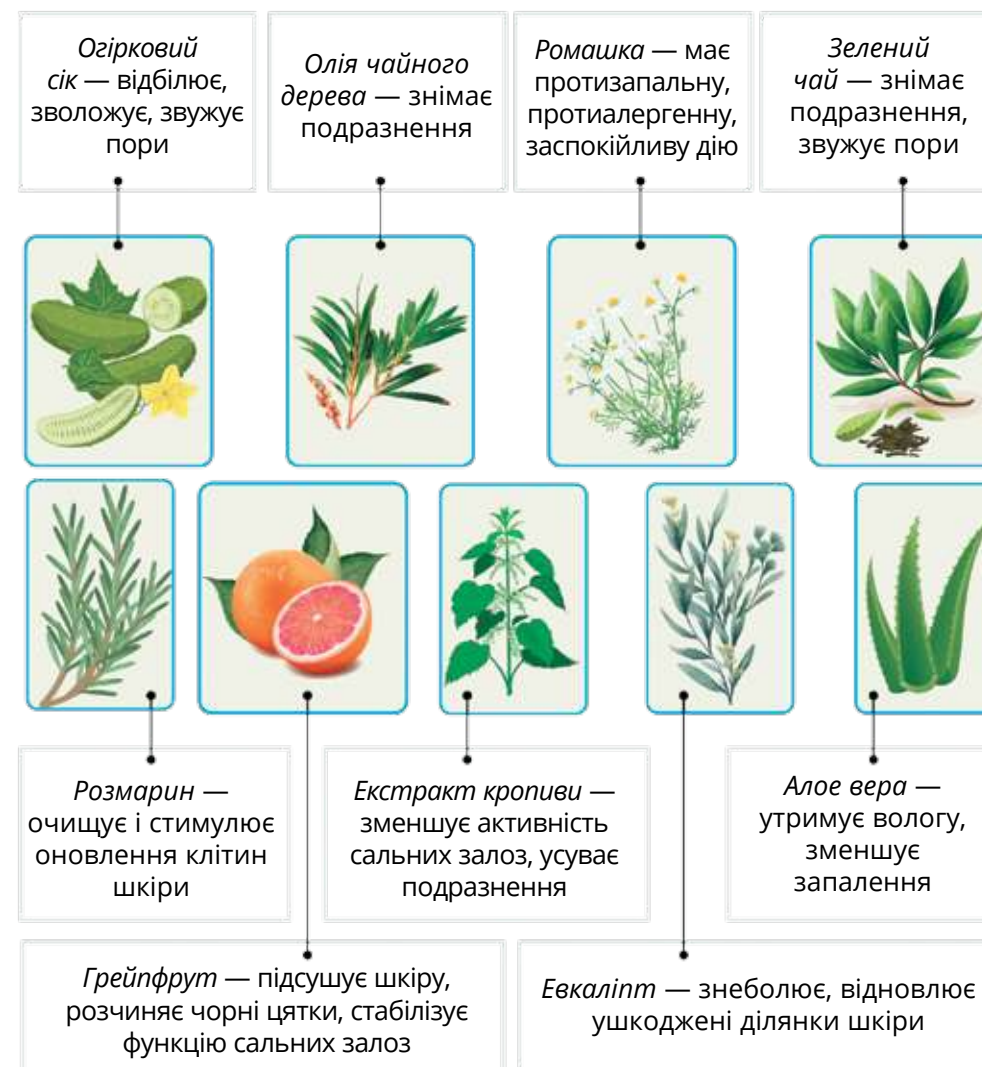 Огірковий
сік — відбілює,
зволожує, звужує
пори
Олія чайного
дерева — знімає
подразнення
Ромашка — має
протизапальну,
протиалергенну,
заспокійливу дію
Зелений
чай — знімає
подразнення,
звужує пори
Розмарин —
очищує і стимулює
оновлення клітин
шкіри
Екстракт кропиви —
зменшує активність
сальних залоз, усуває
подразнення
Алое вера —
утримує вологу,
зменшує
запалення
Грейпфрут — підсушує шкіру,
розчиняє чорні цятки, стабілізує
функцію сальних залоз
Евкаліпт — знеболює, відновлює
ушкоджені ділянки шкіри